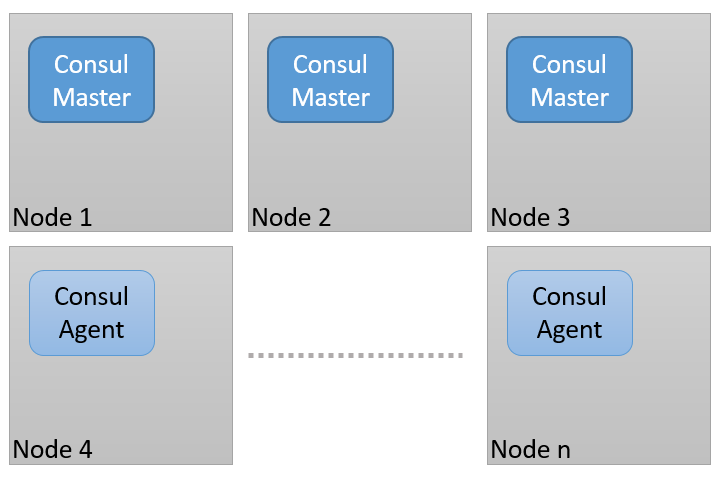 Consul
Master
Node 1
Consul
Master
Node 2
Consul
Master
Node 3
Consul
Agent
Node 4
Consul
Agent
Node n